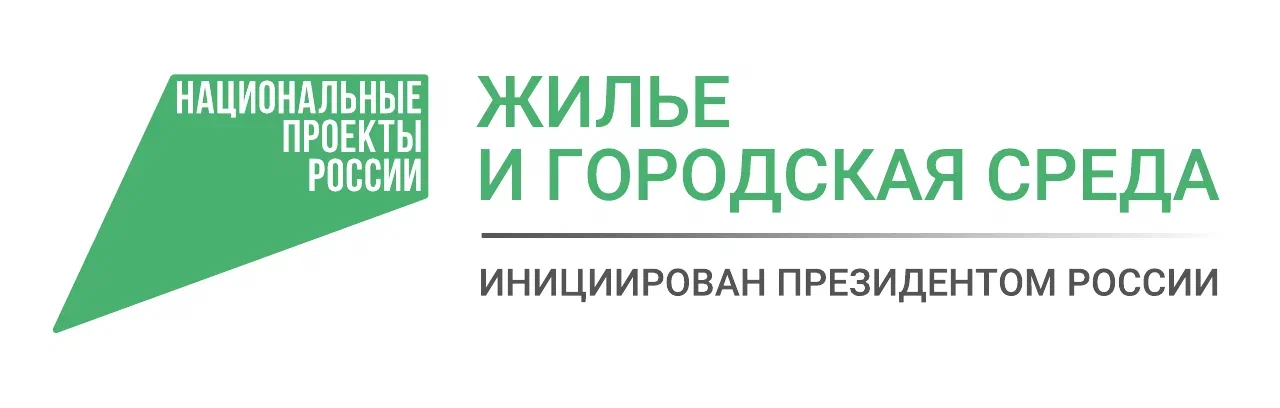 НАЦИОНАЛЬНЫЕ
ПРОЕКТЫ
РОССИИ
ЖИЛЬЕ
И ГОРОДСКАЯ СРЕДА
ИНИЦИИРОВАН ПРЕЗИДЕНТОМ РОССИИ